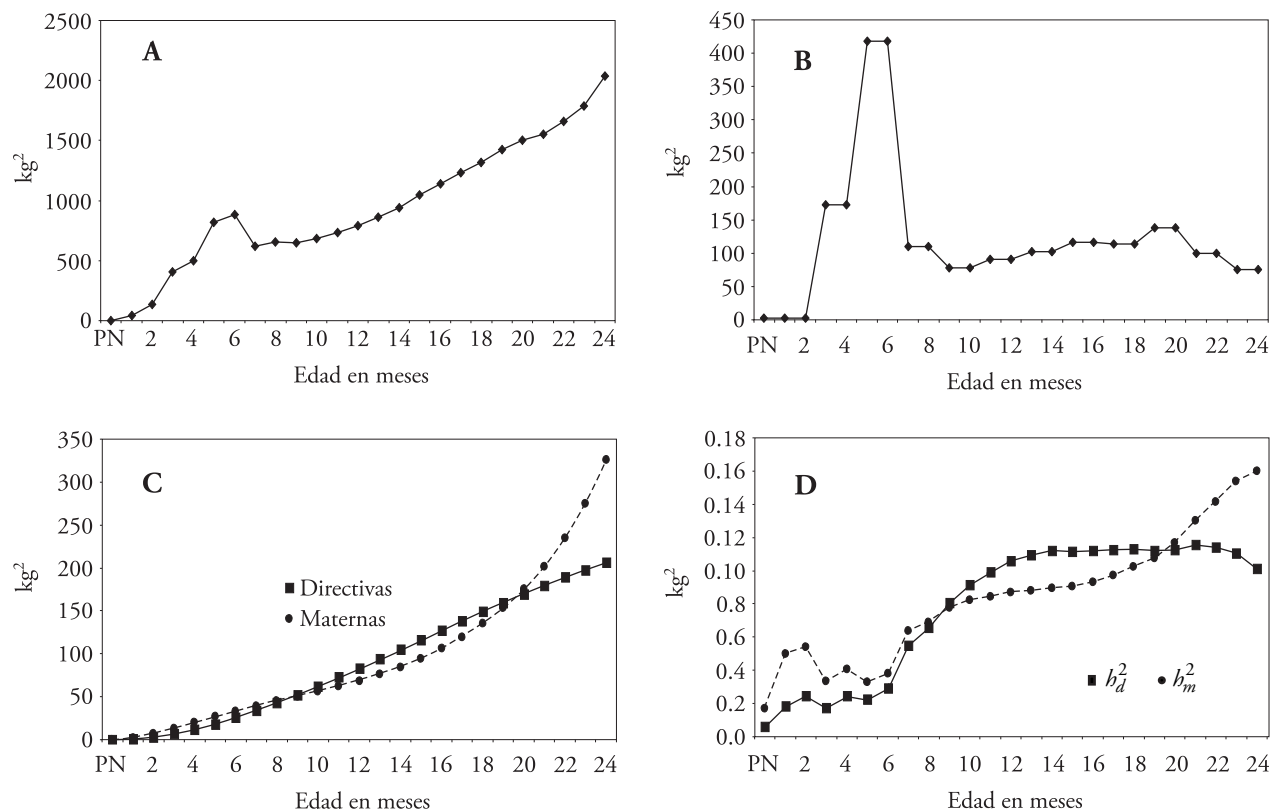 A
2500
2000
1500
1000
500
0
kg²
PN 2 4 6 8 10 12 14 16 18 20 22 24
Edad en meses
B
450
400
350
300
250
200
150
100
50
0
kg²
PN 2 4 6 8 10 12 14 16 18 20 22 24
Edad en meses
C
350
300
250
200
150
100
50
0
kg²
Directivas
Maternas
PN 2 4 6 8 10 12 14 16 18 20 22 24
Edad en meses
D
0.18
0.16
0.14
0.12
0.10
0.8
0.6
0.4
0.2
0.0
kg²
h²d h²m
PN 2 4 6 8 10 12 14 16 18 20 22 24
Edad en meses